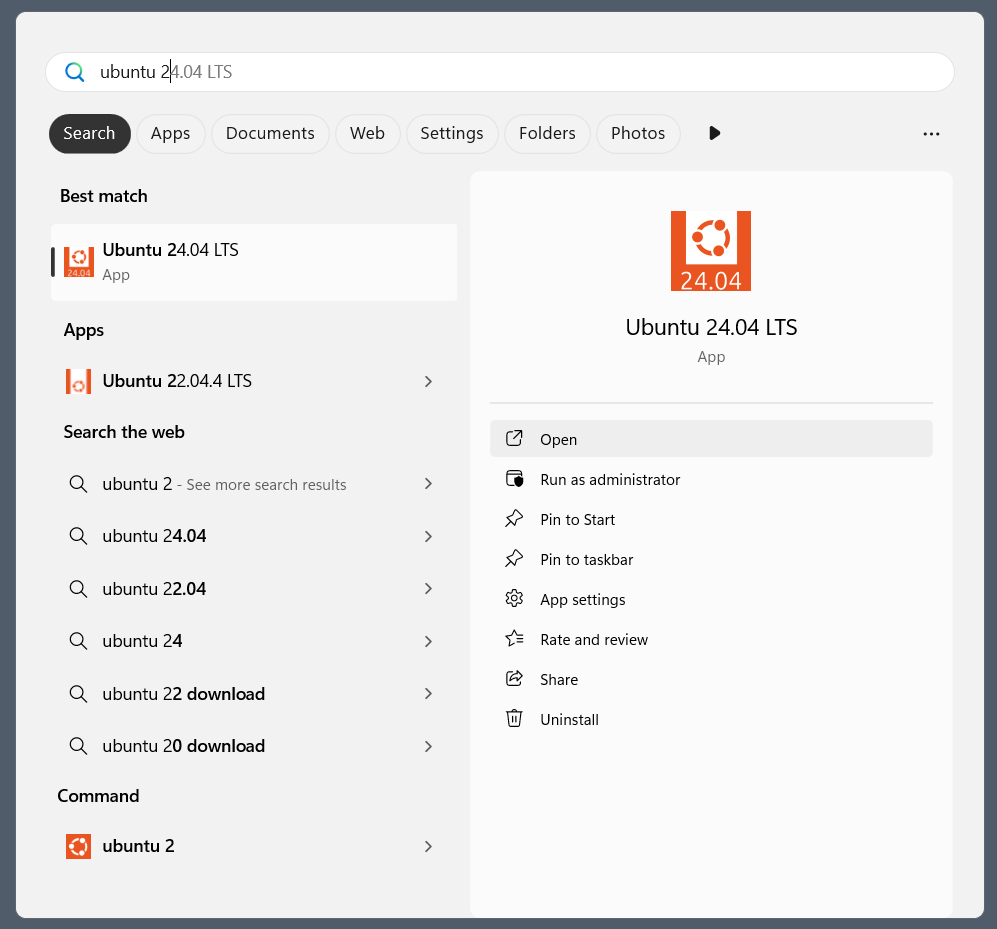 ubuntu 24.04 LTS
Search Apps Documents Web Settings Folders Photos
Best match
24.04
Ubuntu 24.04 LTS
App
Apps
Ubuntu 22.04.4 LTS
Search the web
ubuntu 2 - See more search results
ubuntu 24.04
ubuntu 22.04
ubuntu 24
ubuntu 22 download
ubuntu 20 download
Command
ubuntu 2
24.04
Ubuntu 24.04 LTS
App
Open
Run as administrator
Pin to Start
Pin to taskbar
App settings
Rate and review
Share
Uninstall